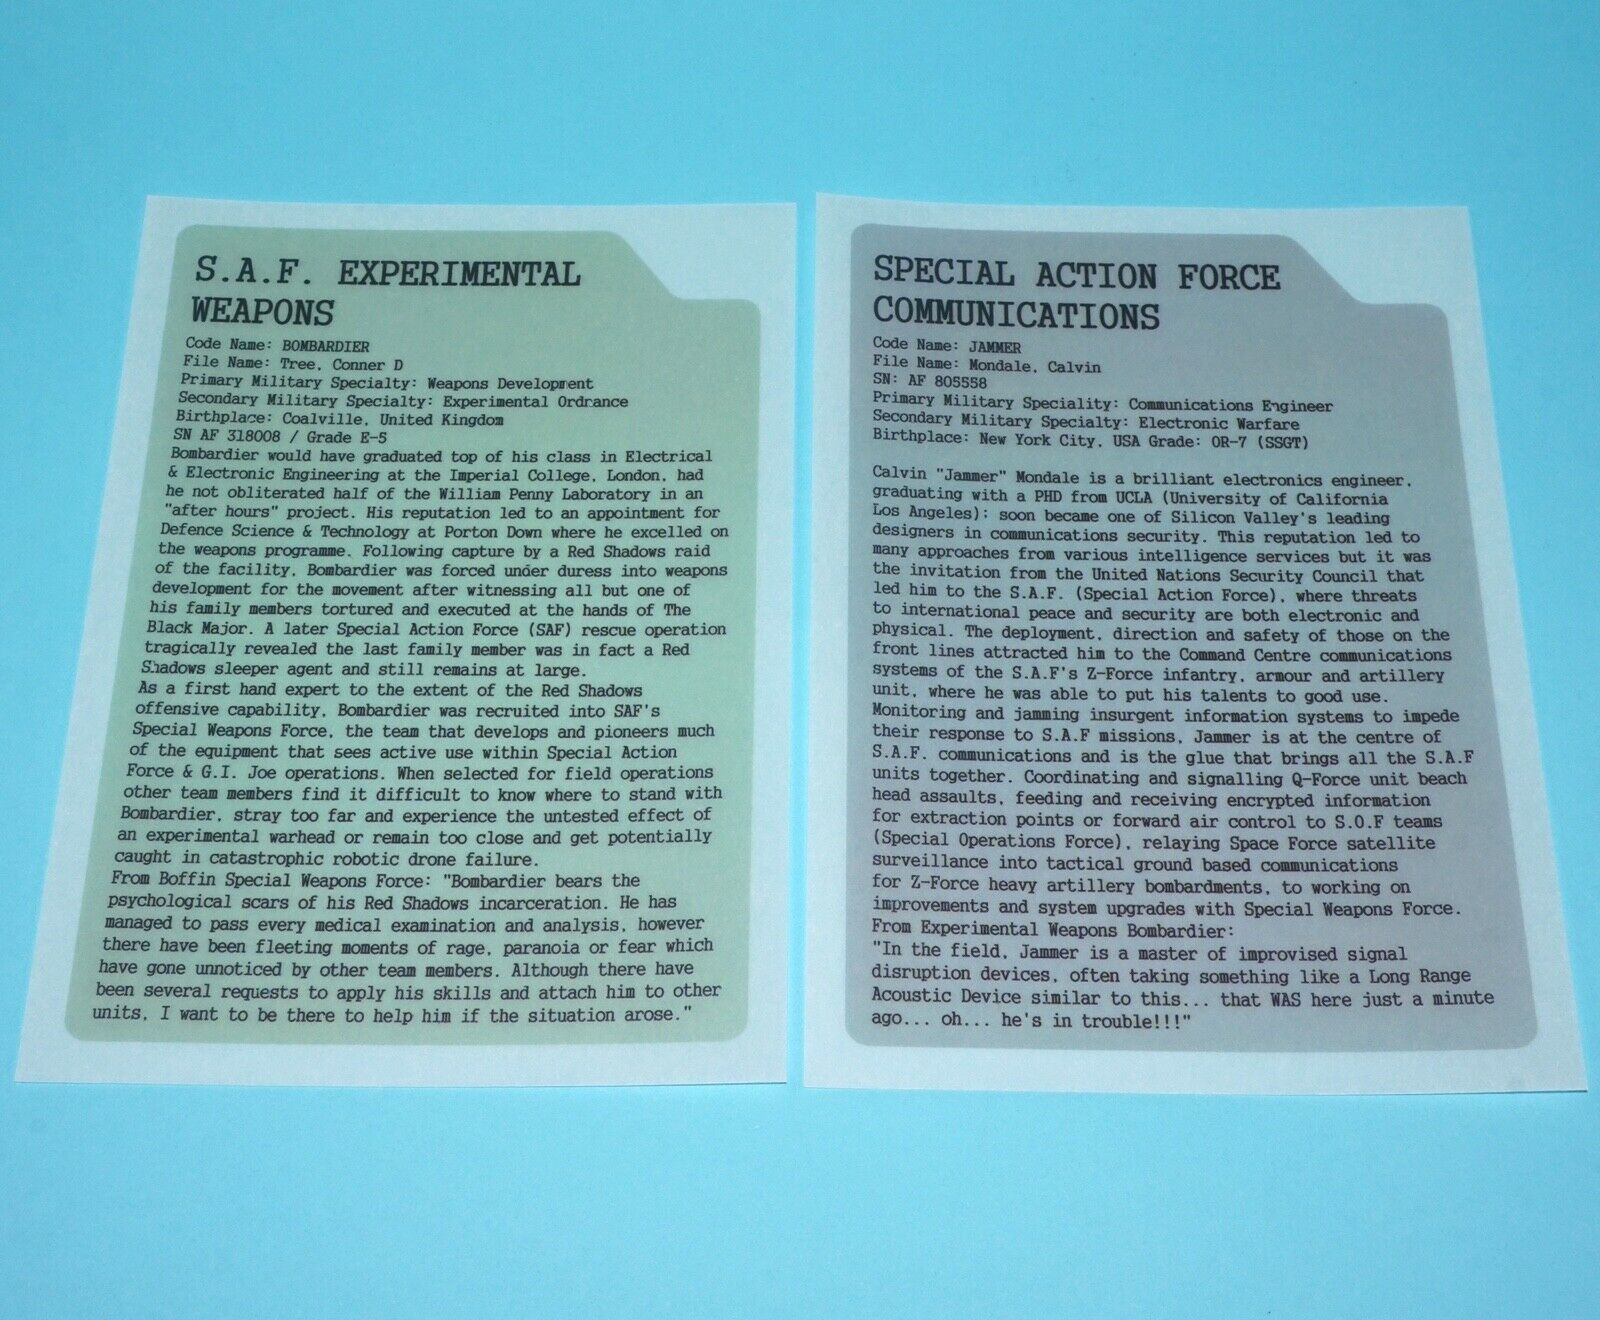 S.A.F. EXPERIMENTAL
WEAPONS
Code Name: BOMBARDIER
File Name: Tree, Conner D
Primary Military Specialty: Weapons Development
Secondary Military Specialty: Experimental Ordrance
Birthplace: Coalville, United Kingdom
SN AF 318008 / Grade E-5
Bombardier would have graduated top of his class in Electrical
& Electronic Engineering at the Imperial College, London, had
he not obliterated half of the William Penny Laboratory in an
"after hours" project. His reputation led to an appointment for
Defence Science & Technology at Porton Down where he excelled on
the weapons programme. Following capture by a Red Shadows raid
of the facility, Bombardier was forced under duress into weapons
development for the movement after witnessing all but one of
his family members tortured and executed at the hands of The
Black Major. A later Special Action Force (SAF) rescue operation
tragically revealed the last family member was in fact a Red
Shadows sleeper agent and still remains at large.
As a first hand expert to the extent of the Red Shadows
offensive capability, Bombardier was recruited into SAF's
Special Weapons Force, the team that develops and pioneers much
of the equipment that sees active use within Special Action
Force & G.I. Joe operations. When selected for field operations
other team members find it difficult to know where to stand with
Bombardier, stray too far and experience the untested effect of
an experimental warhead or remain too close and get potentially
caught in catastrophic robotic drone failure.
From Boffin Special Weapons Force: "Bombardier bears the
psychological scars of his Red Shadows incarceration. He has
managed to pass every medical examination and analysis, however
there have been fleeting moments of rage, paranoia or fear which
have gone unnoticed by other team members. Although there have
been several requests to apply his skills and attach him to other
units, I want to be there to help him if the situation arose."
SPECIAL ACTION FORCE
COMMUNICATIONS
Code Name: JAMMER
File Name: Mondale, Calvin
SN: AF 805558
Primary Military Speciality: Communications Engineer
Secondary Military Specialty: Electronic Warfare
Birthplace: New York City, USA Grade: OR-7 (SSGT)
Calvin "Jammer" Mondale is a brilliant electronics engineer,
graduating with a PHD from UCLA (University of California
Los Angeles); soon became one of Silicon Valley's leading
designers in communications security. This reputation led to
many approaches from various intelligence services but it was
the invitation from the United Nations Security Council that
led him to the S.A.F. (Special Action Force), where threats
to international peace and security are both electronic and
physical. The deployment, direction and safety of those on the
front lines attracted him to the Command Centre communications
systems of the S.A.F's Z-Force infantry, armour and artillery
unit, where he was able to put his talents to good use.
Monitoring and jamming insurgent information systems to impede
their response to S.A.F missions, Jammer is at the centre of
S.A.F. communications and is the glue that brings all the S.A.F
units together. Coordinating and signalling Q-Force unit beach
head assaults, feeding and receiving encrypted information
for extraction points or forward air control to S.O.F teams
(Special Operations Force), relaying Space Force satellite
surveillance into tactical ground based communications
for Z-Force heavy artillery bombardments, to working on
improvements and system upgrades with Special Weapons Force.
From Experimental Weapons Bombardier:
"In the field, Jammer is a master of improvised signal
disruption devices, often taking something like a Long Range
Acoustic Device similar to this... that WAS here just a minute
ago... oh... he's in trouble!!!"